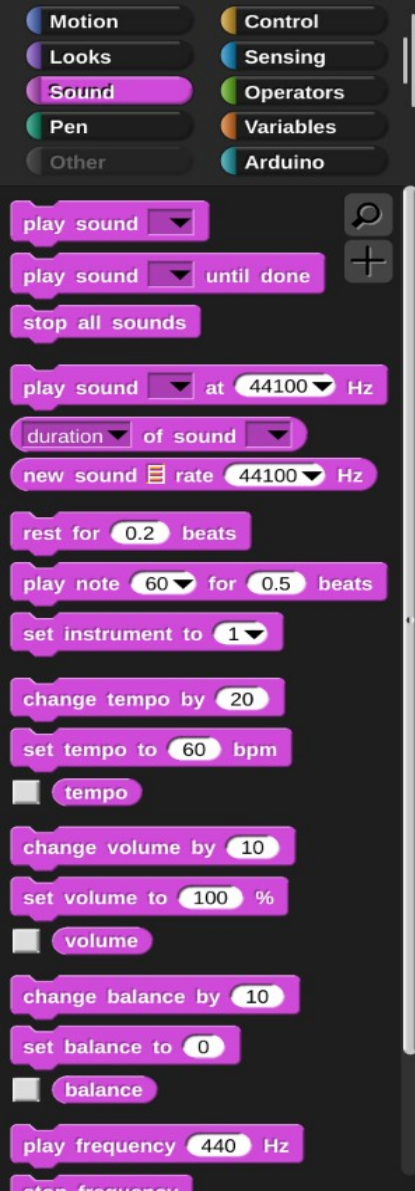 Motion Control
Looks Sensing
Sound Operators
Pen Variables
Other Arduino
play sound
play sound until done
stop all sounds
play sound at 44100 Hz
duration of sound
new sound rate 44100 Hz
rest for 0.2 beats
play note 60 for 0.5 beats
set instrument to 1
change tempo by 20
set tempo to 60 bpm
tempo
change volume by 10
set volume to 100 %
volume
change balance by 10
set balance to 0
balance
play frequency 440 Hz
stop frequency